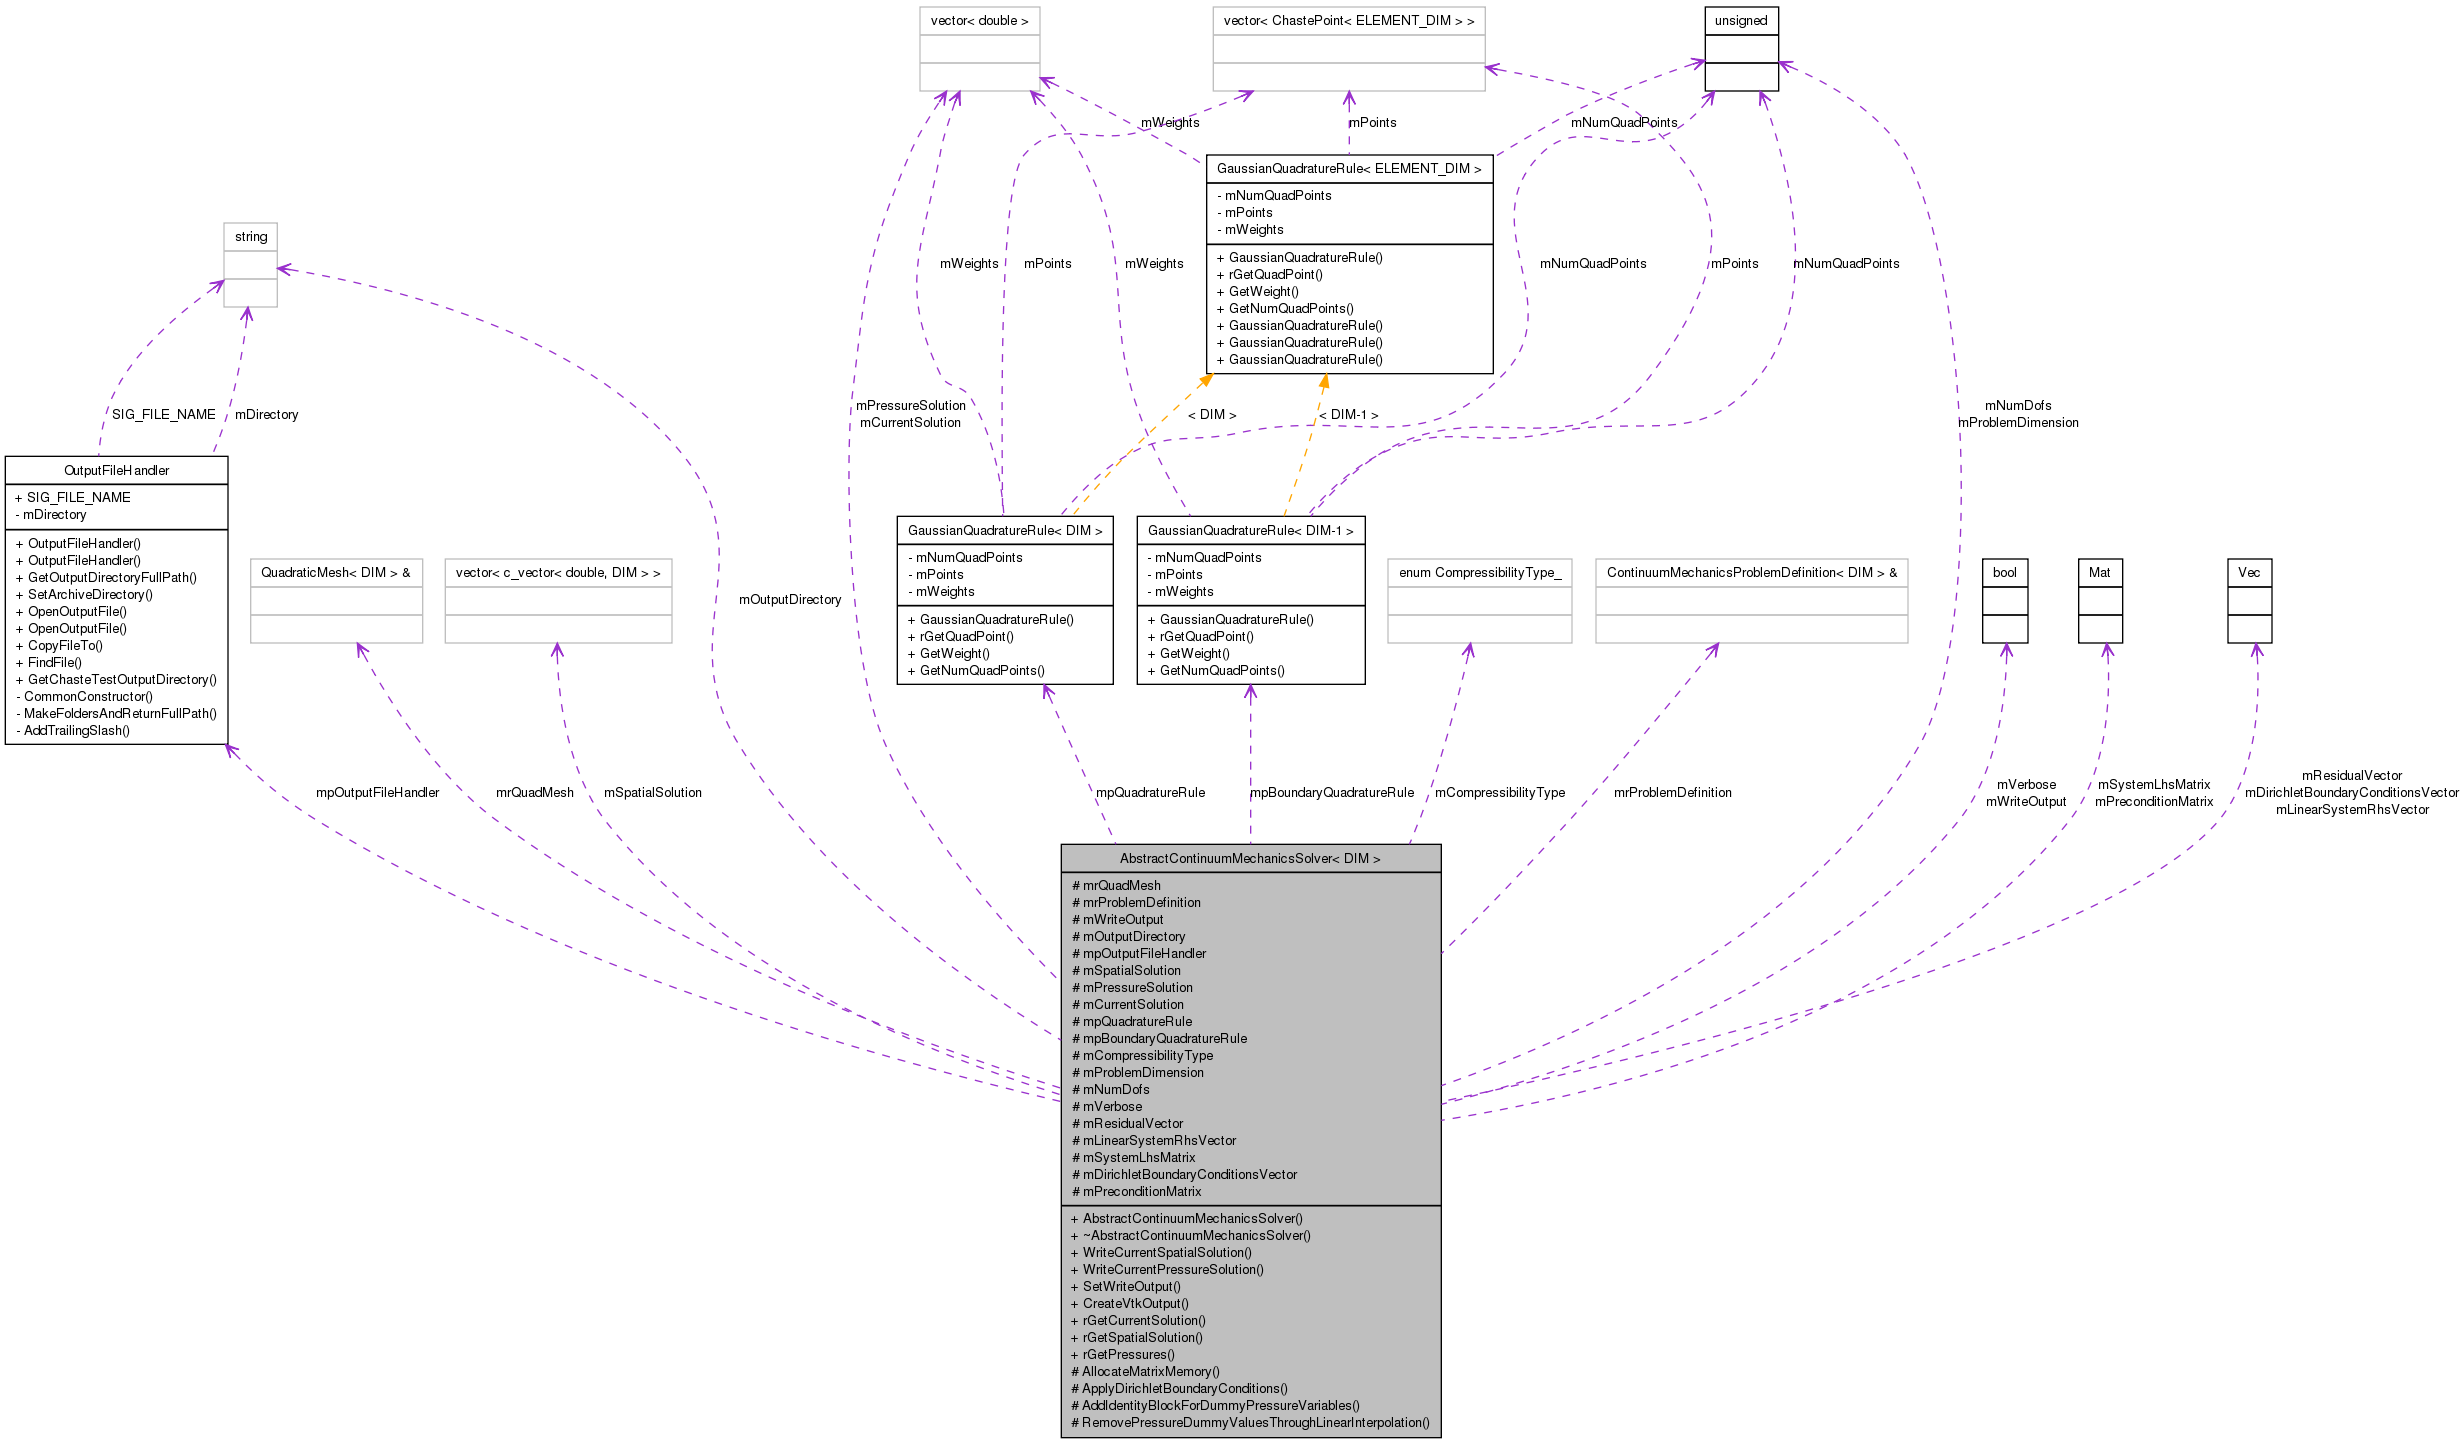 vector< double >
vector< ChastePoint< ELEMENT_DIM > >
unsigned
mWeights
mPoints
mNumQuadPoints
GaussianQuadratureRule< ELEMENT_DIM >
- mNumQuadPoints
- mPoints
- mWeights
+ GaussianQuadratureRule()
+ rGetQuadPoint()
+ GetWeight()
+ GetNumQuadPoints()
+ GaussianQuadratureRule()
+ GaussianQuadratureRule()
+ GaussianQuadratureRule()
string
mWeights
mPoints
mWeights
mNumQuadPoints
mPoints
mNumQuadPoints
SIG_FILE_NAME
mDirectory
mPressureSolution
mCurrentSolution
< DIM >
< DIM-1 >
mNumDofs
mProblemDimension
OutputFileHandler
+ SIG_FILE_NAME
- mDirectory
+ OutputFileHandler()
+ OutputFileHandler()
+ GetOutputDirectoryFullPath()
+ SetArchiveDirectory()
+ OpenOutputFile()
+ OpenOutputFile()
+ CopyFileTo()
+ FindFile()
+ GetChasteTestOutputDirectory()
- CommonConstructor()
- MakeFoldersAndReturnFullPath()
- AddTrailingSlash()
QuadraticMesh< DIM > &
vector< c_vector< double, DIM > >
mOutputDirectory
GaussianQuadratureRule< DIM >
- mNumQuadPoints
- mPoints
- mWeights
+ GaussianQuadratureRule()
+ rGetQuadPoint()
+ GetWeight()
+ GetNumQuadPoints()
GaussianQuadratureRule< DIM-1 >
- mNumQuadPoints
- mPoints
- mWeights
+ GaussianQuadratureRule()
+ rGetQuadPoint()
+ GetWeight()
+ GetNumQuadPoints()
enum CompressibilityType_
ContinuumMechanicsProblemDefinition< DIM > &
bool
Mat
Vec
mpOutputFileHandler
mrQuadMesh
mSpatialSolution
mpQuadratureRule
mpBoundaryQuadratureRule
mCompressibilityType
mrProblemDefinition
mVerbose
mWriteOutput
mSystemLhsMatrix
mPreconditionMatrix
mResidualVector
mDirichletBoundaryConditionsVector
mLinearSystemRhsVector
AbstractContinuumMechanicsSolver< DIM >
# mrQuadMesh
# mrProblemDefinition
# mWriteOutput
# mOutputDirectory
# mpOutputFileHandler
# mSpatialSolution
# mPressureSolution
# mCurrentSolution
# mpQuadratureRule
# mpBoundaryQuadratureRule
# mCompressibilityType
# mProblemDimension
# mNumDofs
# mVerbose
# mResidualVector
# mLinearSystemRhsVector
# mSystemLhsMatrix
# mDirichletBoundaryConditionsVector
# mPreconditionMatrix
+ AbstractContinuumMechanicsSolver()
+ ~AbstractContinuumMechanicsSolver()
+ WriteCurrentSpatialSolution()
+ WriteCurrentPressureSolution()
+ SetWriteOutput()
+ CreateVtkOutput()
+ rGetCurrentSolution()
+ rGetSpatialSolution()
+ rGetPressures()
# AllocateMatrixMemory()
# ApplyDirichletBoundaryConditions()
# AddIdentityBlockForDummyPressureVariables()
# RemovePressureDummyValuesThroughLinearInterpolation()